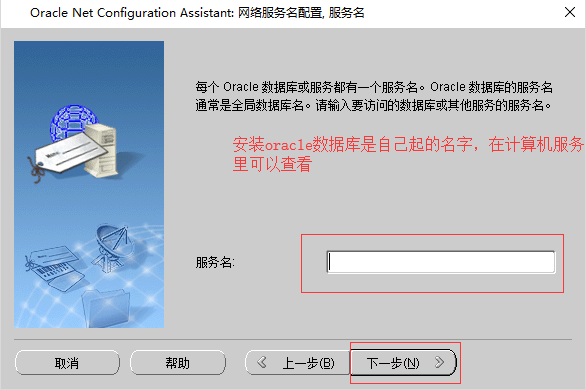 Oracle Net Configuration Assistant: 网络服务名配置, 服务名
每个 Oracle 数据库或服务都有一个服务名。Oracle 数据库的服务名
通常是全局数据库名。请输入要访问的数据库或其他服务的服务名。
安装oracle数据库是自己起的名字，在计算机服务
里可以查看
服务名:
取消 帮助 上一步(B) 下一步(N)